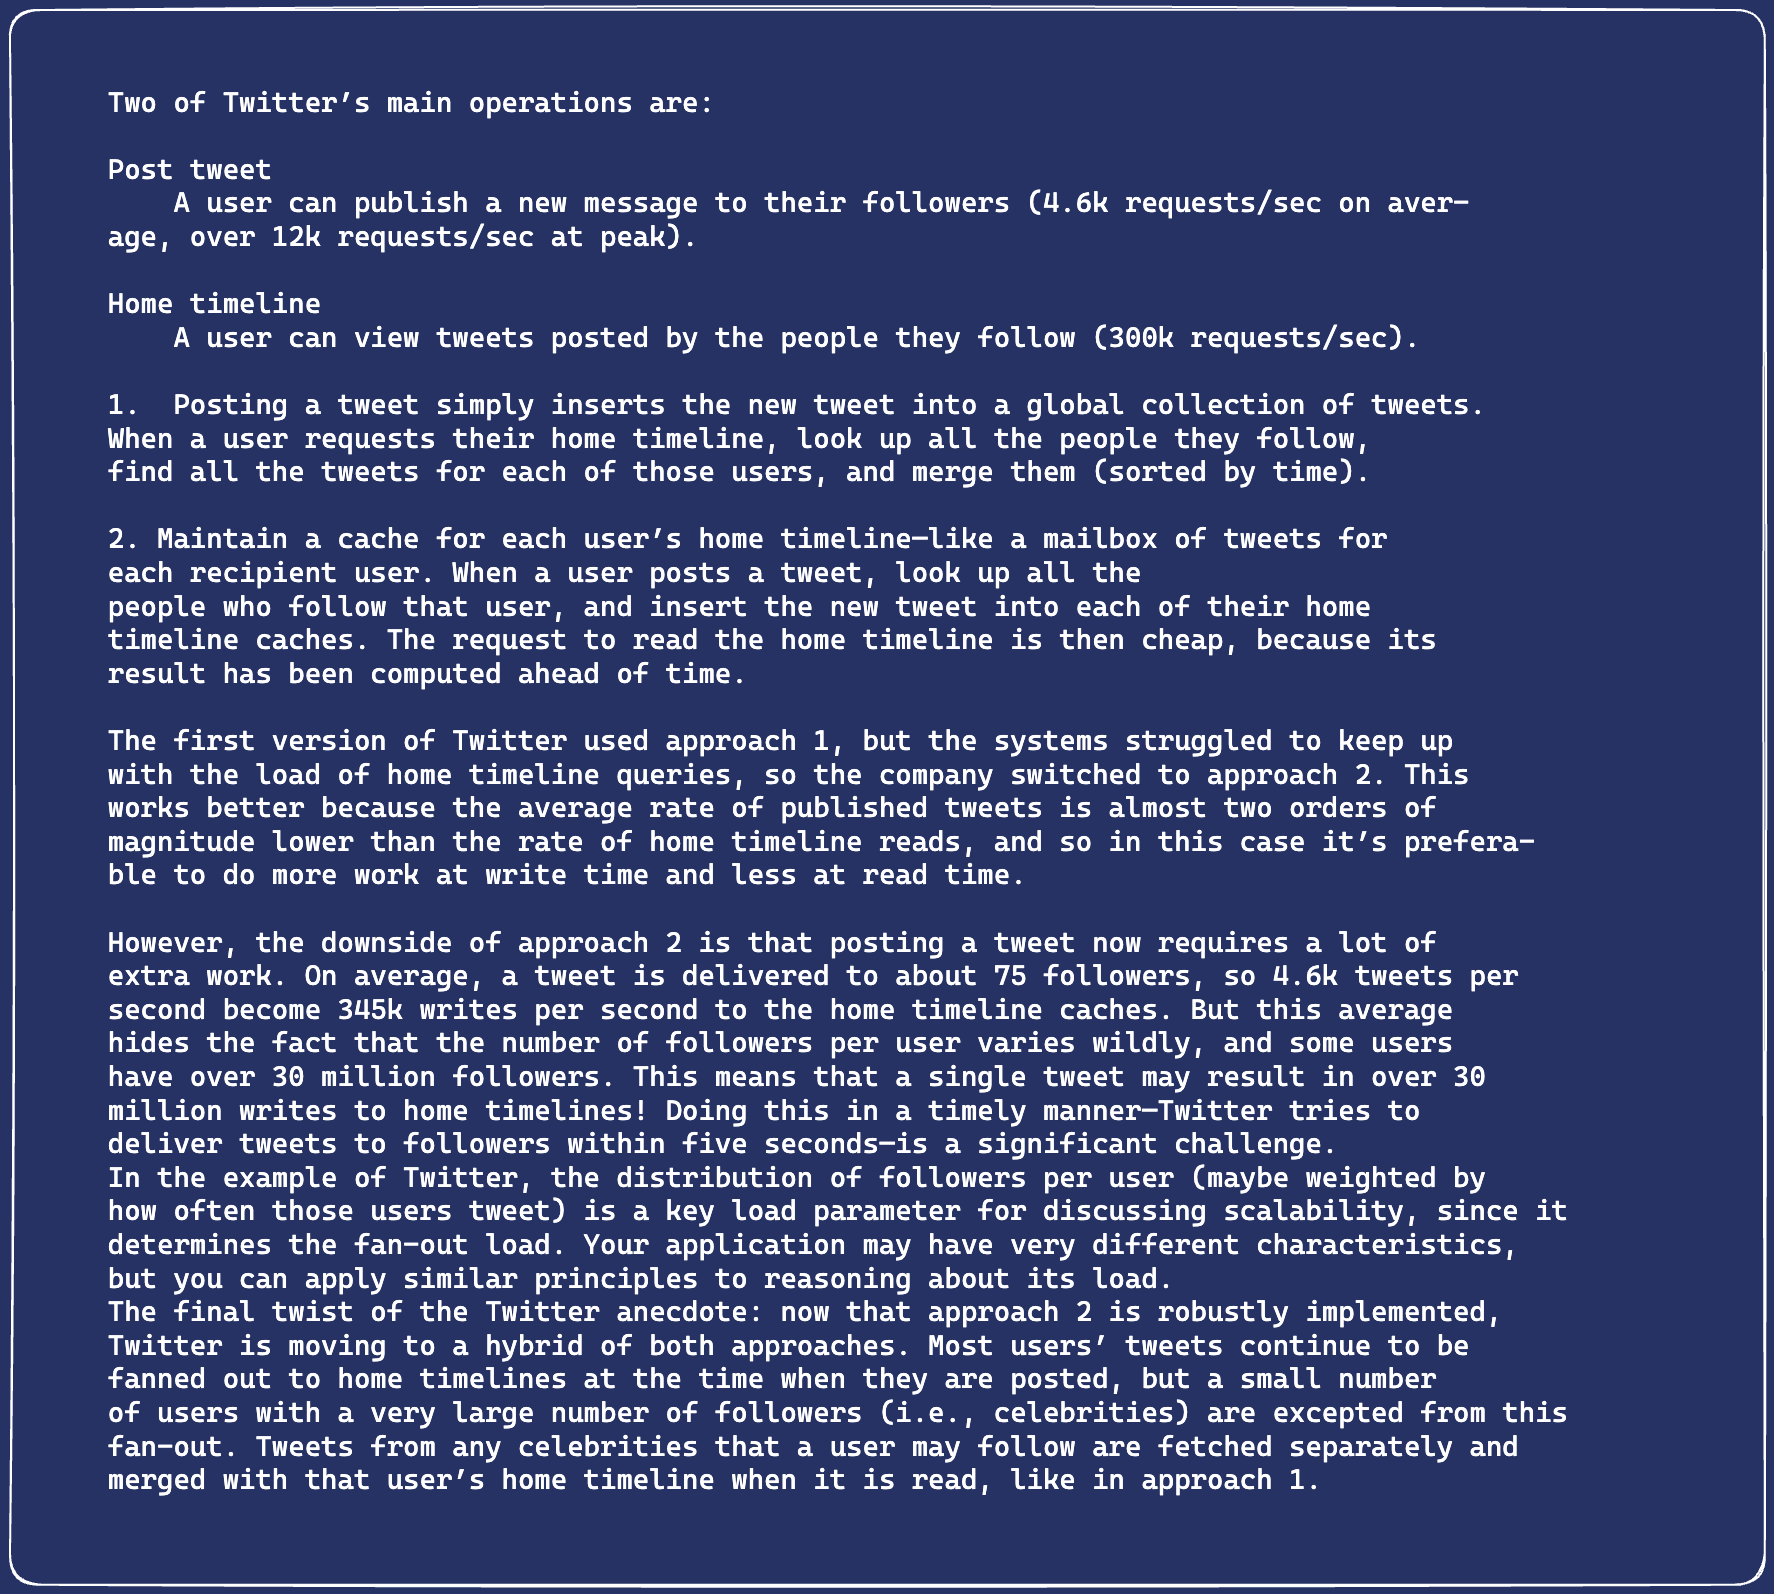 Two of Twitter’s main operations are:
Post tweet
A user can publish a new message to their followers (4.6k requests/sec on aver-
age, over 12k requests/sec at peak).
Home timeline
A user can view tweets posted by the people they follow (300k requests/sec).
1.  Posting a tweet simply inserts the new tweet into a global collection of tweets.
When a user requests their home timeline, look up all the people they follow,
find all the tweets for each of those users, and merge them (sorted by time).
2. Maintain a cache for each user’s home timeline—like a mailbox of tweets for
each recipient user. When a user posts a tweet, look up all the
people who follow that user, and insert the new tweet into each of their home
timeline caches. The request to read the home timeline is then cheap, because its
result has been computed ahead of time.
The first version of Twitter used approach 1, but the systems struggled to keep up
with the load of home timeline queries, so the company switched to approach 2. This
works better because the average rate of published tweets is almost two orders of
magnitude lower than the rate of home timeline reads, and so in this case it’s prefera-
ble to do more work at write time and less at read time.
However, the downside of approach 2 is that posting a tweet now requires a lot of
extra work. On average, a tweet is delivered to about 75 followers, so 4.6k tweets per
second become 345k writes per second to the home timeline caches. But this average
hides the fact that the number of followers per user varies wildly, and some users
have over 30 million followers. This means that a single tweet may result in over 30
million writes to home timelines! Doing this in a timely manner—Twitter tries to
deliver tweets to followers within five seconds—is a significant challenge.
In the example of Twitter, the distribution of followers per user (maybe weighted by
how often those users tweet) is a key load parameter for discussing scalability, since it
determines the fan-out load. Your application may have very different characteristics,
but you can apply similar principles to reasoning about its load.
The final twist of the Twitter anecdote: now that approach 2 is robustly implemented,
Twitter is moving to a hybrid of both approaches. Most users’ tweets continue to be
fanned out to home timelines at the time when they are posted, but a small number
of users with a very large number of followers (i.e., celebrities) are excepted from this
fan-out. Tweets from any celebrities that a user may follow are fetched separately and
merged with that user’s home timeline when it is read, like in approach 1.